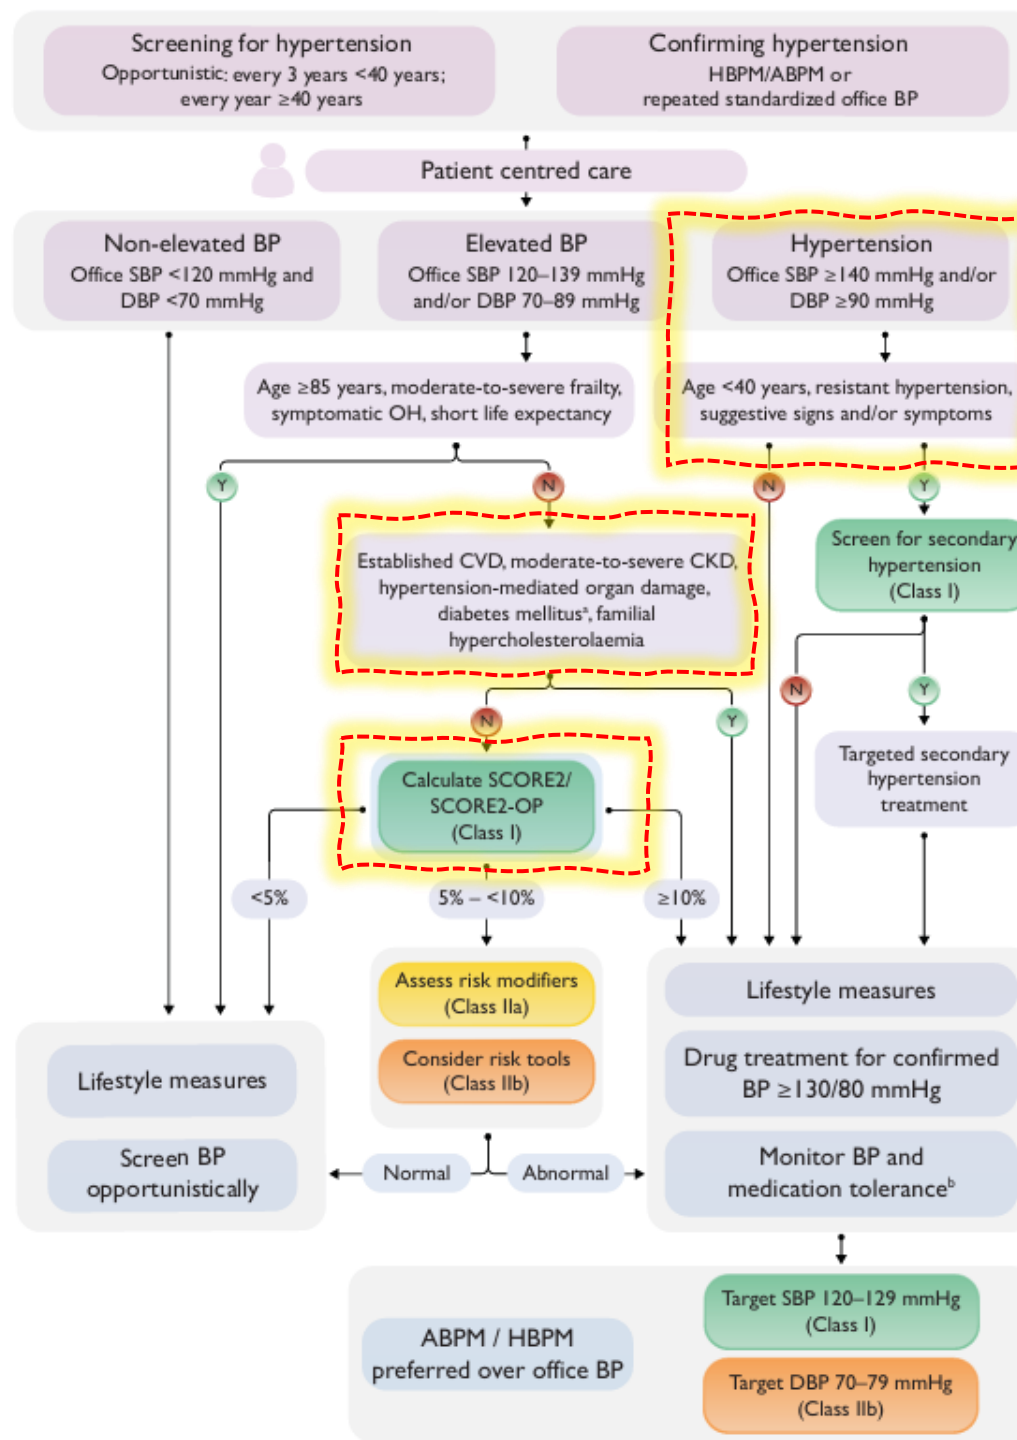 Screening for hypertension
Opportunistic: every 3 years <40 years;
every year ≥40 years
Confirming hypertension
HBPM/ABPM or
repeated standardized office BP
Patient centred care
Non-elevated BP
Office SBP <120 mmHg and
DBP <70 mmHg
Elevated BP
Office SBP 120–139 mmHg
and/or DBP 70–89 mmHg
Hypertension
Office SBP ≥140 mmHg and/or
DBP ≥90 mmHg
Age ≥85 years, moderate-to-severe frailty,
symptomatic OH, short life expectancy
Age <40 years, resistant hypertension,
suggestive signs and/or symptoms
Y
N
N
Y
Established CVD, moderate-to-severe CKD,
hypertension-mediated organ damage,
diabetes mellitusᵃ, familial
hypercholesterolaemia
Screen for secondary
hypertension
(Class I)
N
Y
N
Y
Calculate SCORE2/
SCORE2-OP
(Class I)
Targeted secondary
hypertension
treatment
<5%
5% – <10%
≥10%
Assess risk modifiers
(Class IIa)
Consider risk tools
(Class IIb)
Lifestyle measures
Drug treatment for confirmed
BP ≥130/80 mmHg
Monitor BP and
medication toleranceᵇ
Lifestyle measures
Screen BP
opportunistically
Normal
Abnormal
ABPM / HBPM
preferred over office BP
Target SBP 120–129 mmHg
(Class I)
Target DBP 70–79 mmHg
(Class IIb)